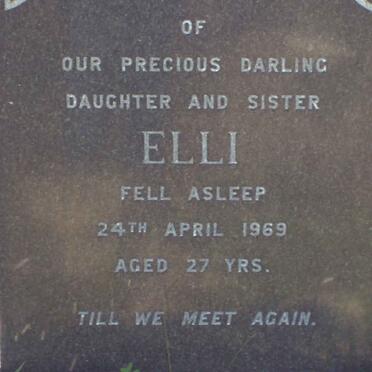 OF
OUR PRECIOUS DARLING
DAUGHTER AND SISTER
ELLI
FELL ASLEEP
24TH APRIL 1969
AGED 27 YRS.
TILL WE MEET AGAIN.